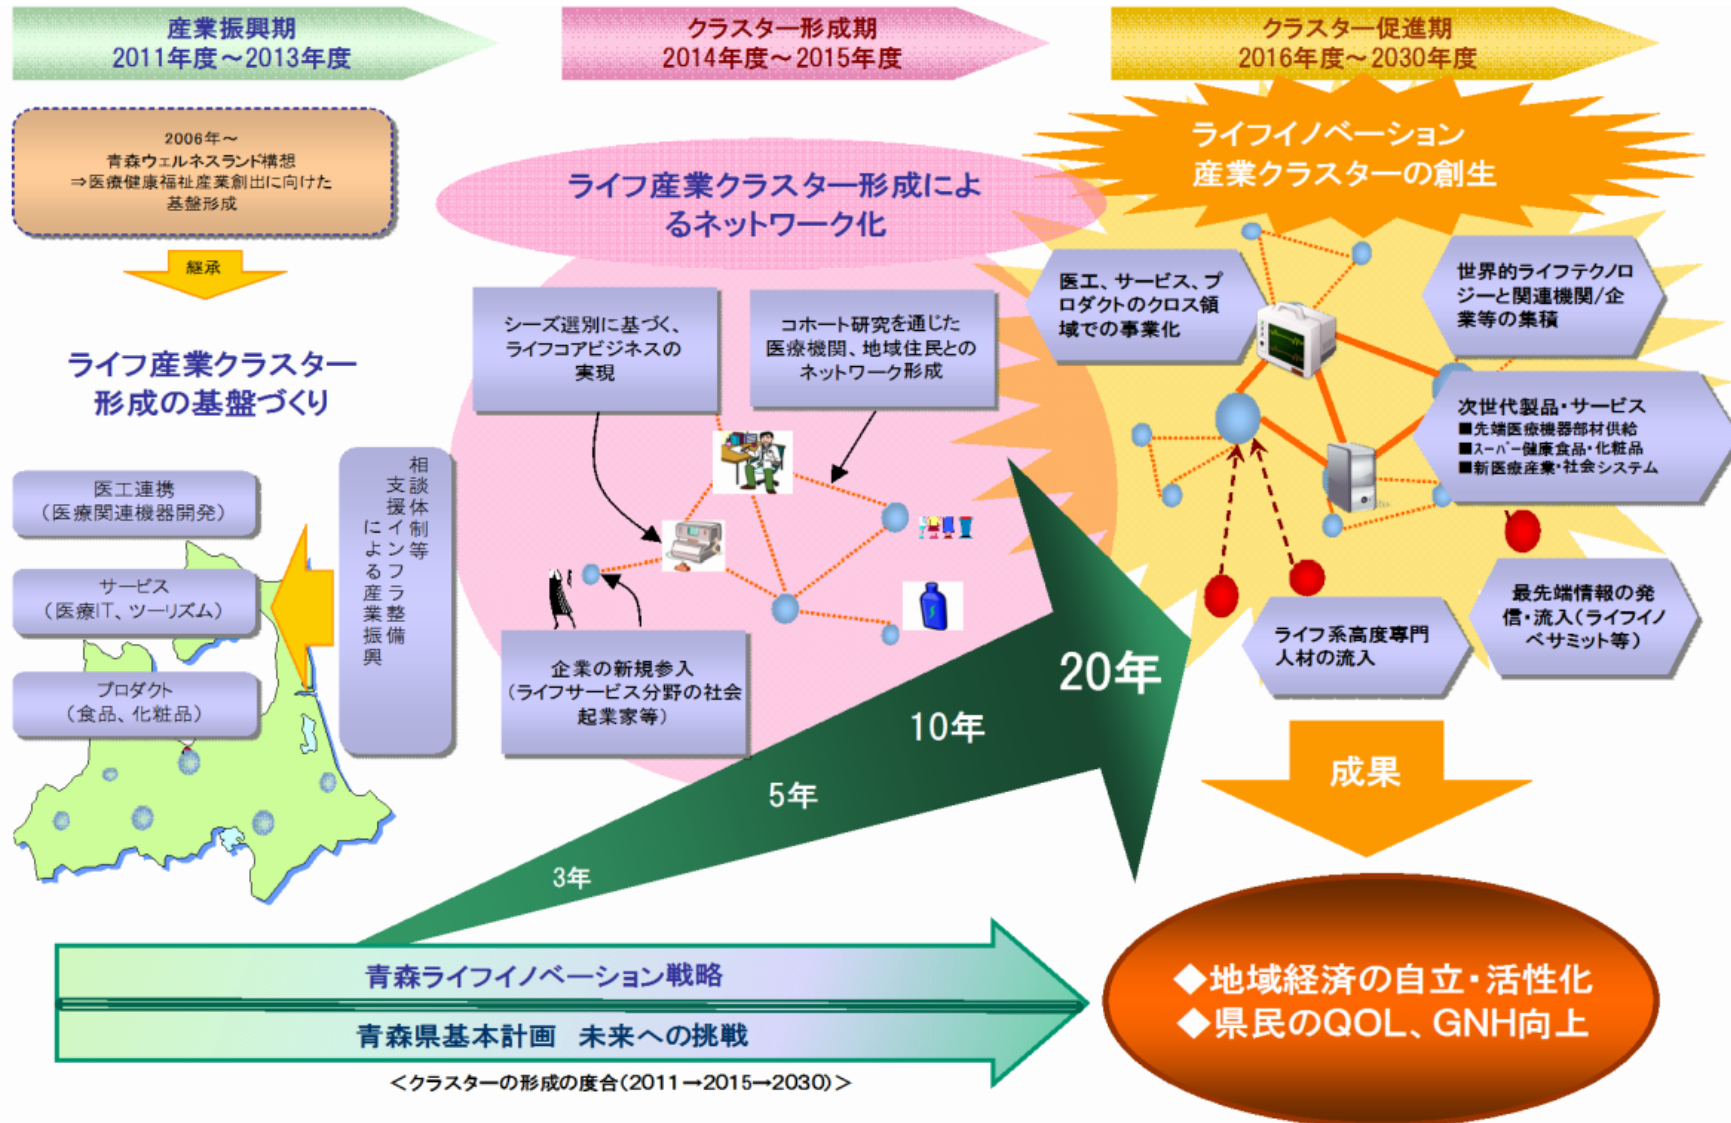 産業振興期
2011年度～2013年度
クラスター形成期
2014年度～2015年度
クラスター促進期
2016年度～2030年度
2006年～
青森ウェルネスランド構想
⇒医療健康福祉産業創出に向けた
基盤形成
継承
ライフ産業クラスター
形成の基盤づくり
医工連携
（医療関連機器開発）
サービス
（医療IT、ツーリズム）
プロダクト
（食品、化粧品）
相談体制等
支援インフラ整備
による産業振興
ライフ産業クラスター形成によ
るネットワーク化
シーズ選別に基づく、
ライフコアビジネスの
実現
コホート研究を通じた
医療機関、地域住民との
ネットワーク形成
企業の新規参入
（ライフサービス分野の社会
起業家等）
ライフイノベーション
産業クラスターの創生
医工、サービス、プ
ロダクトのクロス領
域での事業化
世界的ライフテクノロ
ジーと関連機関/企
業等の集積
次世代製品・サービス
■先端医療機器部材供給
■スーパー健康食品・化粧品
■新医療産業・社会システム
ライフ系高度専門
人材の流入
最先端情報の発
信・流入（ライフイノ
ベサミット等）
3年
5年
10年
20年
成果
青森ライフイノベーション戦略
青森県基本計画　未来への挑戦
＜クラスターの形成の度合（2011→2015→2030）＞
◆地域経済の自立・活性化
◆県民のQOL、GNH向上